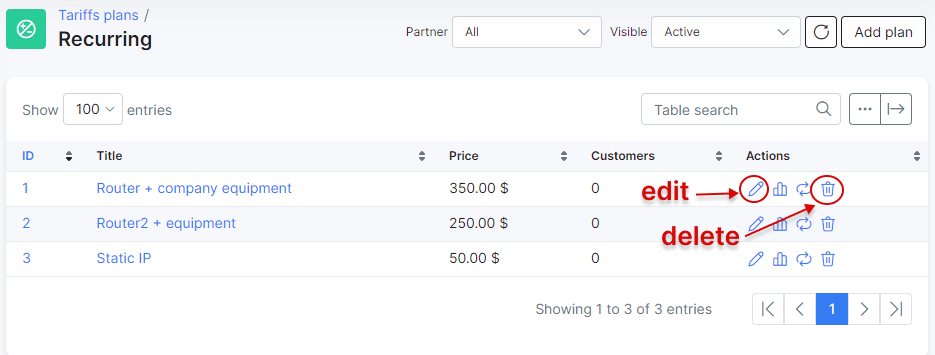 Tariffs plans /
Recurring
Partner All Visible Active Add plan
Show 100 entries Table search ...
ID Title Price Customers Actions
1 Router + company equipment 350.00 $ 0 edit
2 Router2 + equipment 250.00 $ 0 delete
3 Static IP 50.00 $ 0
Showing 1 to 3 of 3 entries 1